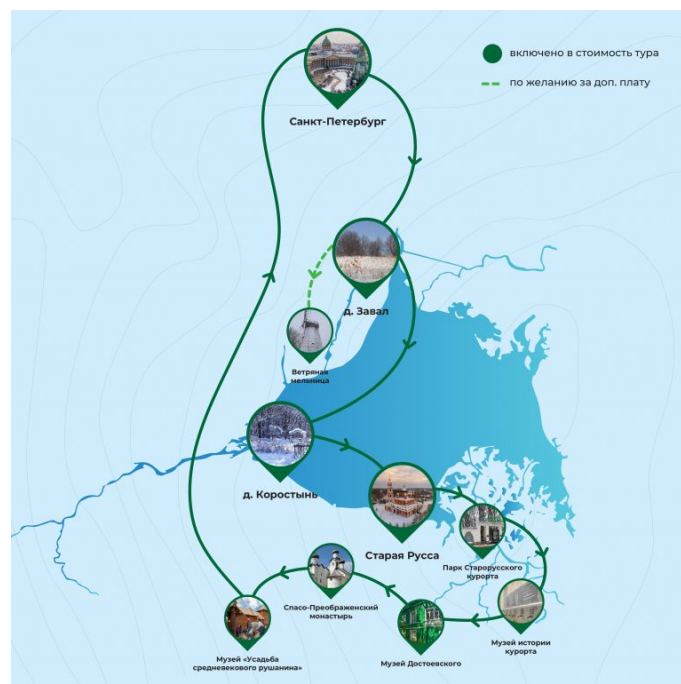 включено в стоимость тура
по желанию за доп. плату
Санкт-Петербург
д. Завал
Ветряная
мельница
д. Коростынь
Старая Русса
Парк Старорусского
курорта
Музей истории
курорта
Музей Достоевского
Спасо-Преображенский
монастырь
Музей «Усадьба
средневекового рушанина»